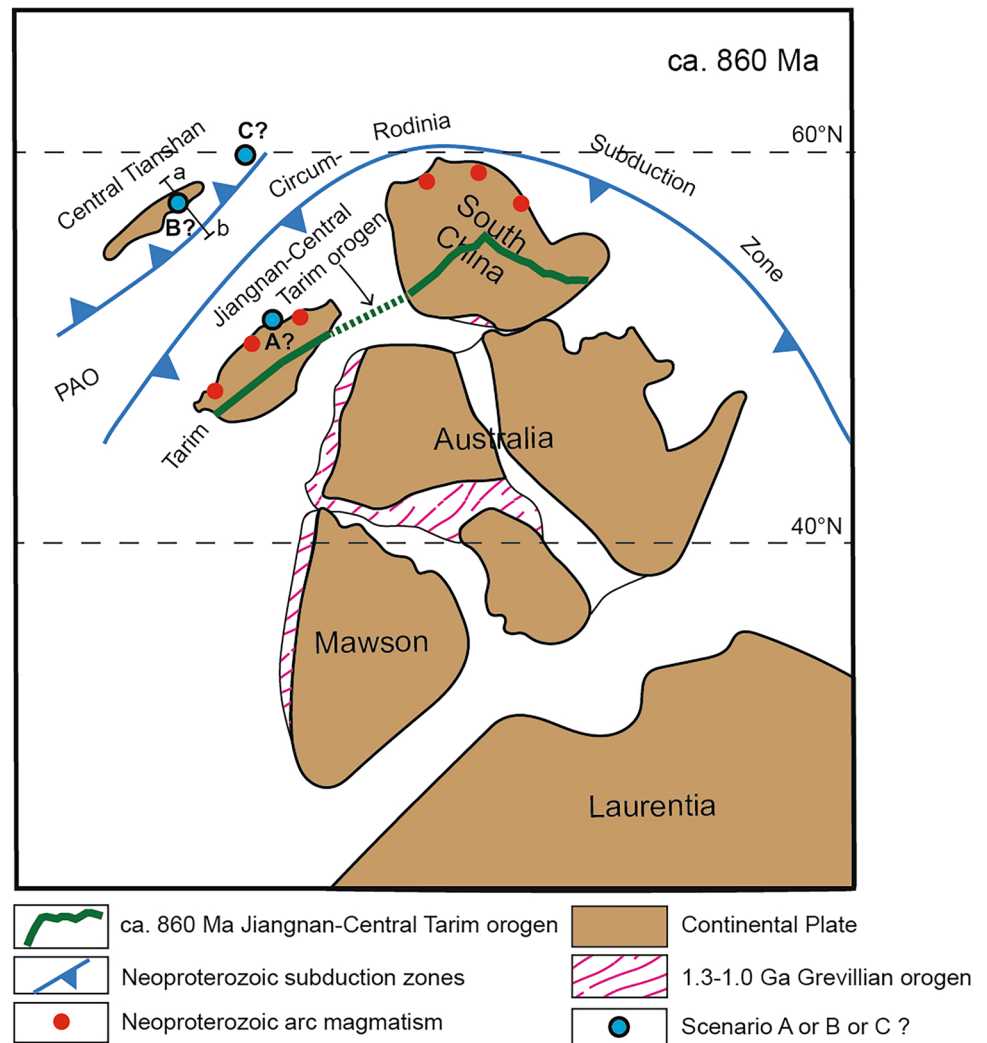 ca. 860 Ma
60°N
C?
Rodinia
Circum-
Subduction
Zone
Central Tianshan
a
B?
b
Jiangnan-Central
Tarim orogen
South
China
A?
PAO
Tarim
Australia
40°N
Mawson
Laurentia
ca. 860 Ma Jiangnan-Central Tarim orogen
Continental Plate
Neoproterozoic subduction zones
1.3-1.0 Ga Grevillian orogen
Neoproterozoic arc magmatism
Scenario A or B or C ?